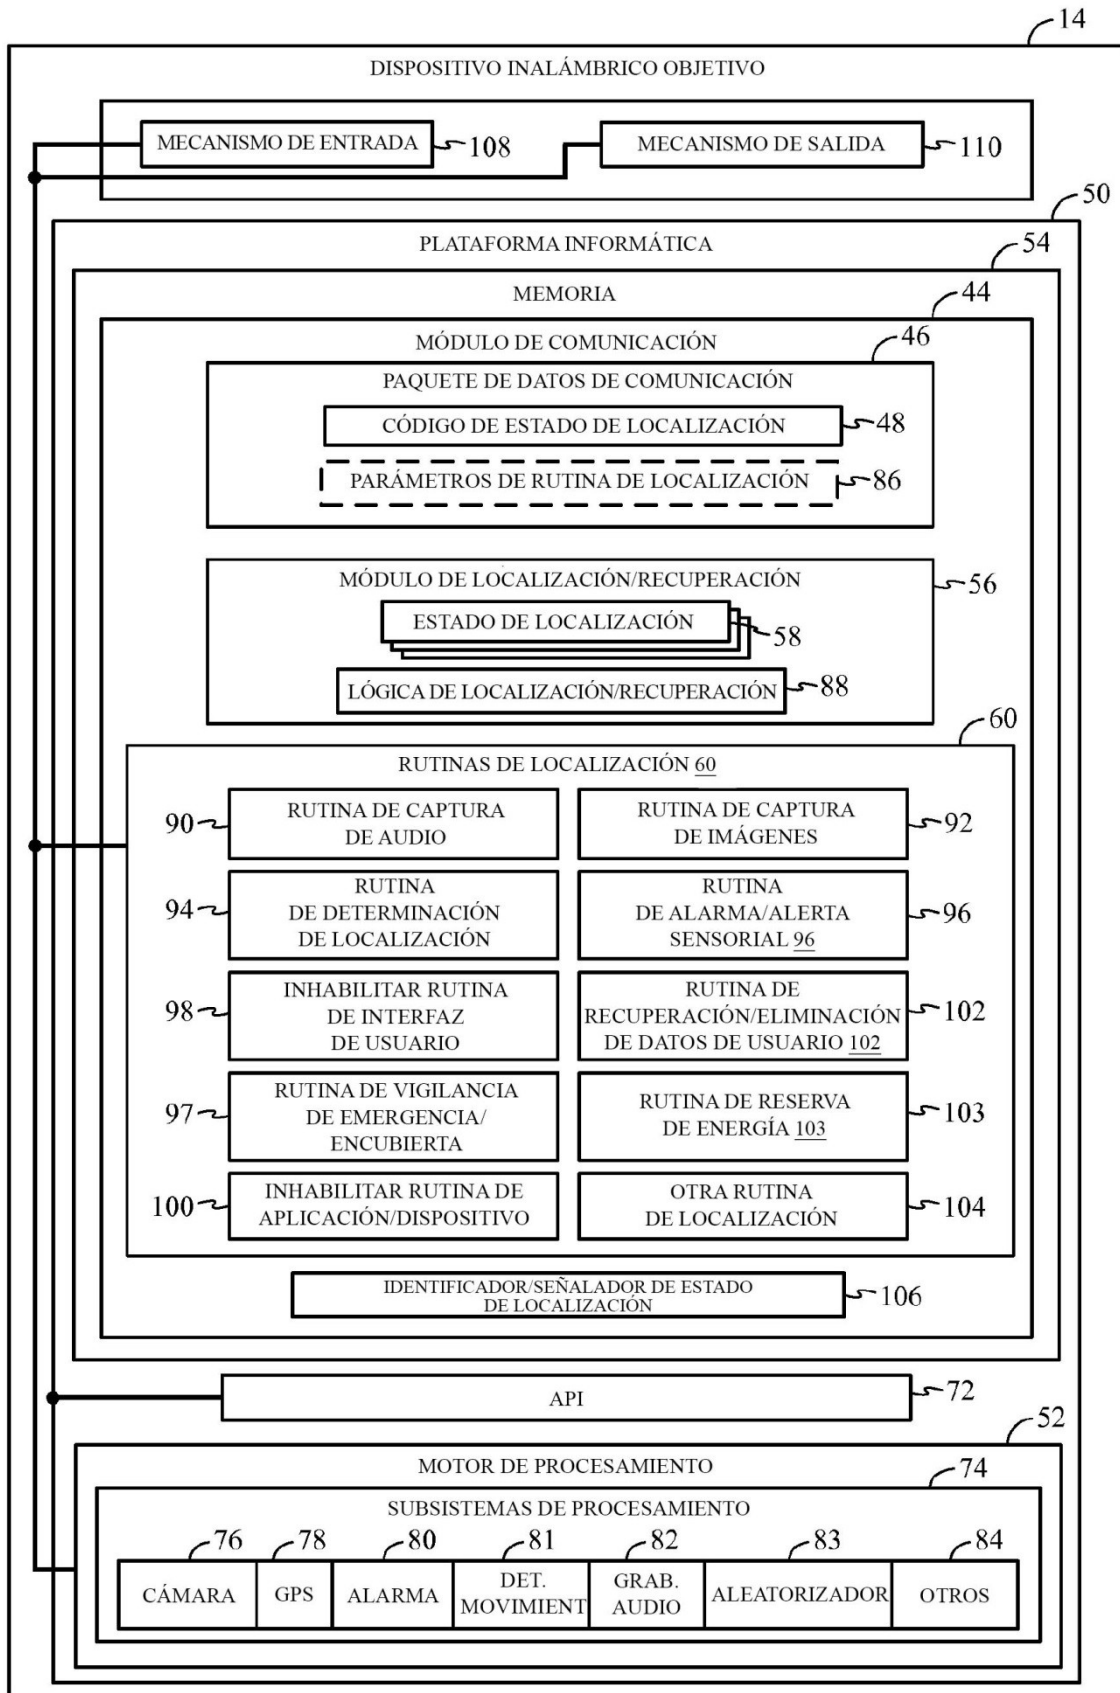 14
DISPOSITIVO INALÁMBRICO OBJETIVO
MECANISMO DE ENTRADA
108
MECANISMO DE SALIDA
110
50
PLATAFORMA INFORMÁTICA
54
MEMORIA
44
MÓDULO DE COMUNICACIÓN
46
PAQUETE DE DATOS DE COMUNICACIÓN
CÓDIGO DE ESTADO DE LOCALIZACIÓN
48
PARÁMETROS DE RUTINA DE LOCALIZACIÓN
86
MÓDULO DE LOCALIZACIÓN/RECUPERACIÓN
56
ESTADO DE LOCALIZACIÓN
58
LÓGICA DE LOCALIZACIÓN/RECUPERACIÓN
88
60
RUTINAS DE LOCALIZACIÓN 60
90
RUTINA DE CAPTURA
DE AUDIO
RUTINA DE CAPTURA
DE IMÁGENES
92
94
RUTINA
DE DETERMINACIÓN
DE LOCALIZACIÓN
RUTINA
DE ALARMA/ALERTA
SENSORIAL 96
96
98
INHABILITAR RUTINA
DE INTERFAZ
DE USUARIO
RUTINA DE
RECUPERACIÓN/ELIMINACIÓN
DE DATOS DE USUARIO 102
102
97
RUTINA DE VIGILANCIA
DE EMERGENCIA/
ENCUBIERTA
RUTINA DE RESERVA
DE ENERGÍA 103
103
100
INHABILITAR RUTINA DE
APLICACIÓN/DISPOSITIVO
OTRA RUTINA
DE LOCALIZACIÓN
104
IDENTIFICADOR/SEÑALADOR DE ESTADO
DE LOCALIZACIÓN
106
API
72
52
MOTOR DE PROCESAMIENTO
74
SUBSISTEMAS DE PROCESAMIENTO
76
78
80
81
82
83
84
CÁMARA
GPS
ALARMA
DET.
MOVIMIENT
GRAB.
AUDIO
ALEATORIZADOR
OTROS